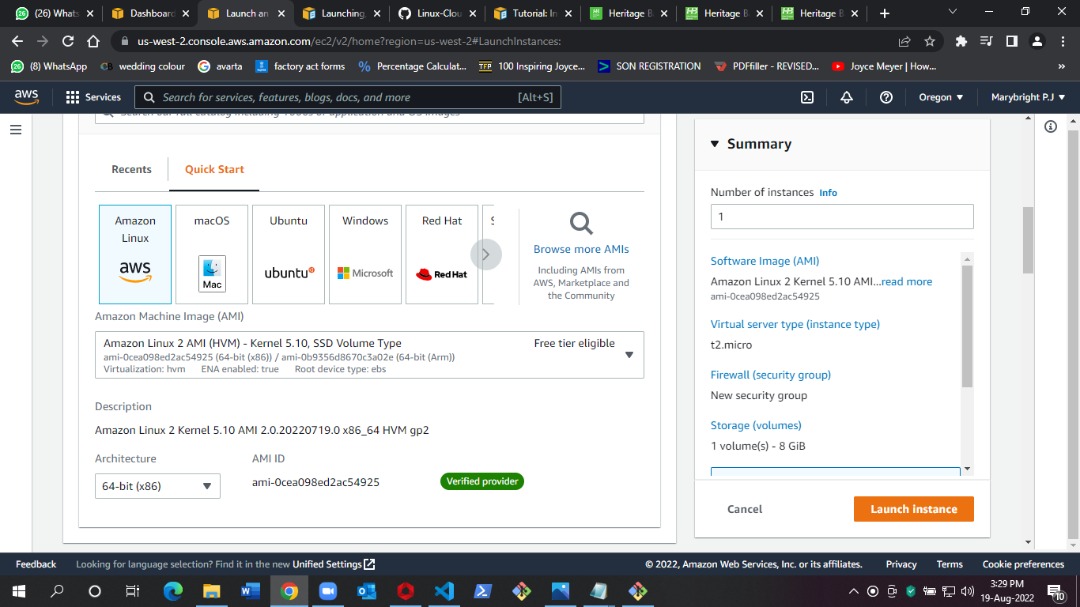 (26) Whats
Dashboard
Launch an
Launching
Linux-Clou
Tutorial: In
Heritage B
Heritage B
Heritage B
us-west-2.console.aws.amazon.com/ec2/v2/home?region=us-west-2#LaunchInstances:
(8) WhatsApp
wedding colour
avarta
factory act forms
Percentage Calculat...
100 Inspiring Joyce...
SON REGISTRATION
PDFfiller - REVISED...
Joyce Meyer | How...
»
aws
Services
Search for services, features, blogs, docs, and more
[Alt+S]
Oregon
Marybright P.J
Recents
Quick Start
Amazon
Linux
aws
macOS
Mac
Ubuntu
ubuntu
Windows
Microsoft
Red Hat
RedHat
Browse more AMIs
Including AMIs from
AWS, Marketplace and
the Community
Amazon Machine Image (AMI)
Amazon Linux 2 AMI (HVM) - Kernel 5.10, SSD Volume Type
Free tier eligible
ami-0cea098ed2ac54925 (64-bit (x86)) / ami-0b9356d8670c3a02e (64-bit (Arm))
Virtualization: hvm ENA enabled: true Root device type: ebs
Description
Amazon Linux 2 Kernel 5.10 AMI 2.0.20220719.0 x86_64 HVM gp2
Architecture
AMI ID
64-bit (x86)
ami-0cea098ed2ac54925
Verified provider
Summary
Number of instances Info
1
Software Image (AMI)
Amazon Linux 2 Kernel 5.10 AMI...read more
ami-0cea098ed2ac54925
Virtual server type (instance type)
t2.micro
Firewall (security group)
New security group
Storage (volumes)
1 volume(s) - 8 GiB
Cancel
Launch instance
Feedback
Looking for language selection? Find it in the new Unified Settings
© 2022, Amazon Web Services, Inc. or its affiliates.
Privacy
Terms
Cookie preferences
3:29 PM
19-Aug-2022
10